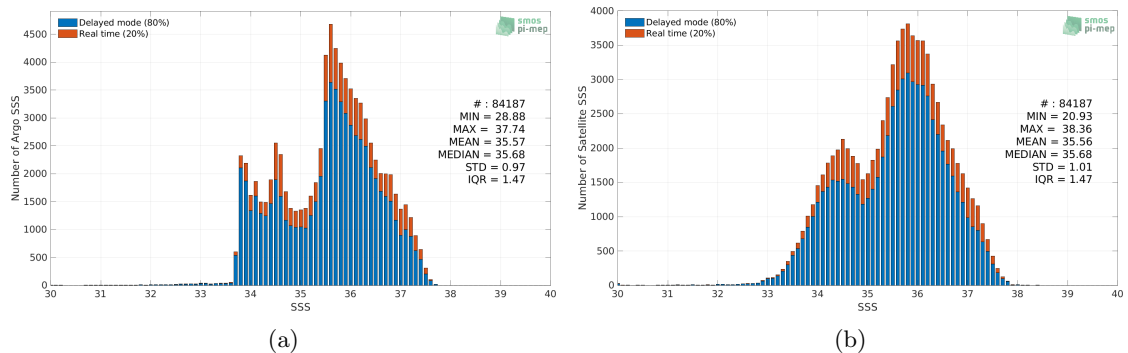 Delayed mode (80%)
Real time (20%)
smos
pi-mep
Number of Argo SSS
4500
4000
3500
3000
2500
2000
1500
1000
500
0
# : 84187
MIN = 28.88
MAX = 37.74
MEAN = 35.57
MEDIAN = 35.68
STD = 0.97
IQR = 1.47
30 31 32 33 34 35 36 37 38 39 40
SSS
(a)
Delayed mode (80%)
Real time (20%)
smos
pi-mep
Number of Satellite SSS
4000
3500
3000
2500
2000
1500
1000
500
0
# : 84187
MIN = 20.93
MAX = 38.36
MEAN = 35.56
MEDIAN = 35.68
STD = 1.01
IQR = 1.47
30 31 32 33 34 35 36 37 38 39 40
SSS
(b)